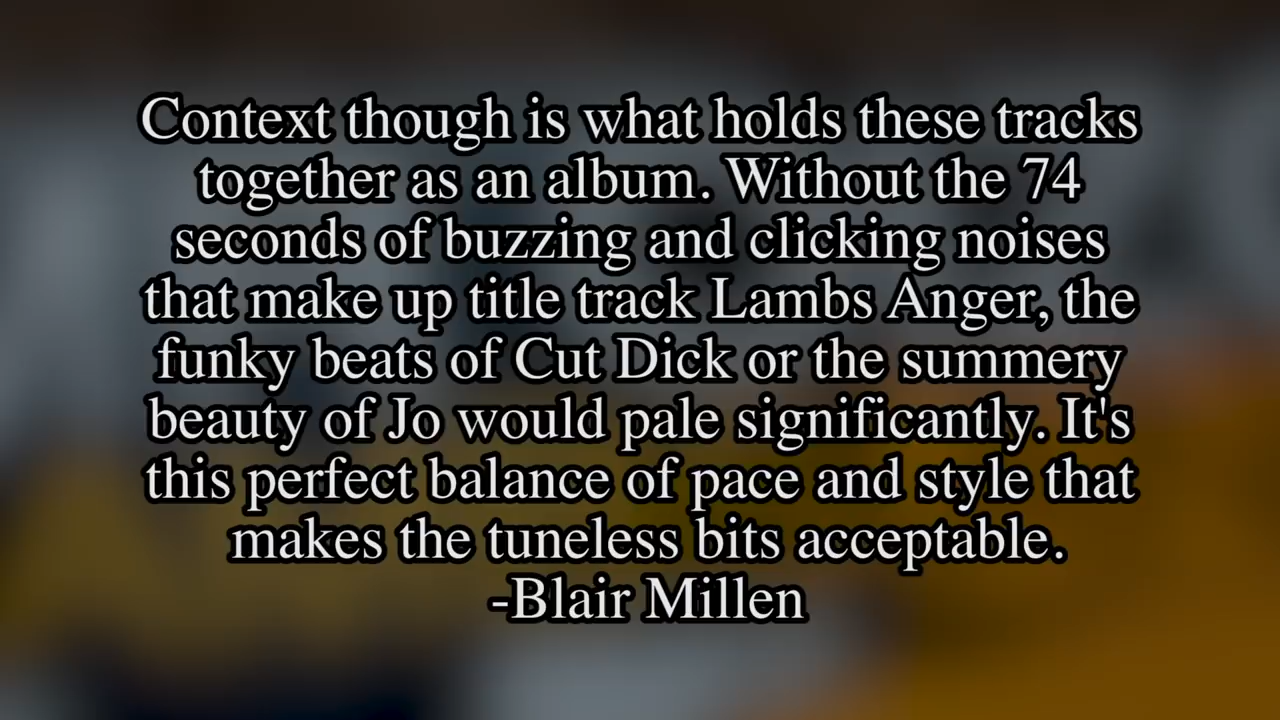 Context though is what holds these tracks
together as an album. Without the 74
seconds of buzzing and clicking noises
that make up title track Lambs Anger, the
funky beats of Cut Dick or the summery
beauty of Jo would pale significantly. It's
this perfect balance of pace and style that
makes the tuneless bits acceptable.
-Blair Millen